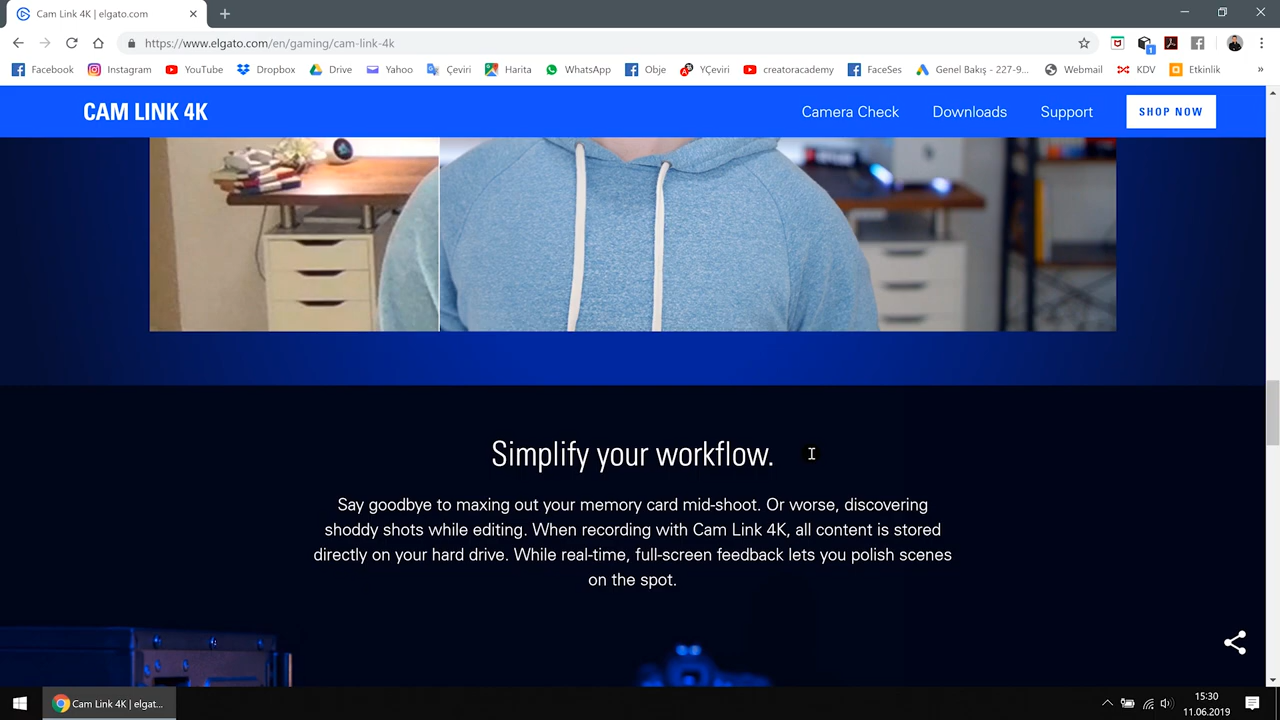 Cam Link 4K | elgato.com
https://www.elgato.com/en/gaming/cam-link-4k
1
Facebook Instagram YouTube Dropbox Drive Yahoo Çeviri Harita WhatsApp Obje YÇeviri creatoracademy FaceSes Genel Bakış - 227-9... Webmail KDV Etkinlik »
CAM LINK 4K
Camera Check Downloads Support SHOP NOW
Simplify your workflow.
Say goodbye to maxing out your memory card mid-shoot. Or worse, discovering
shoddy shots while editing. When recording with Cam Link 4K, all content is stored
directly on your hard drive. While real-time, full-screen feedback lets you polish scenes
on the spot.
Cam Link 4K | elgat...
15:30
11.06.2019